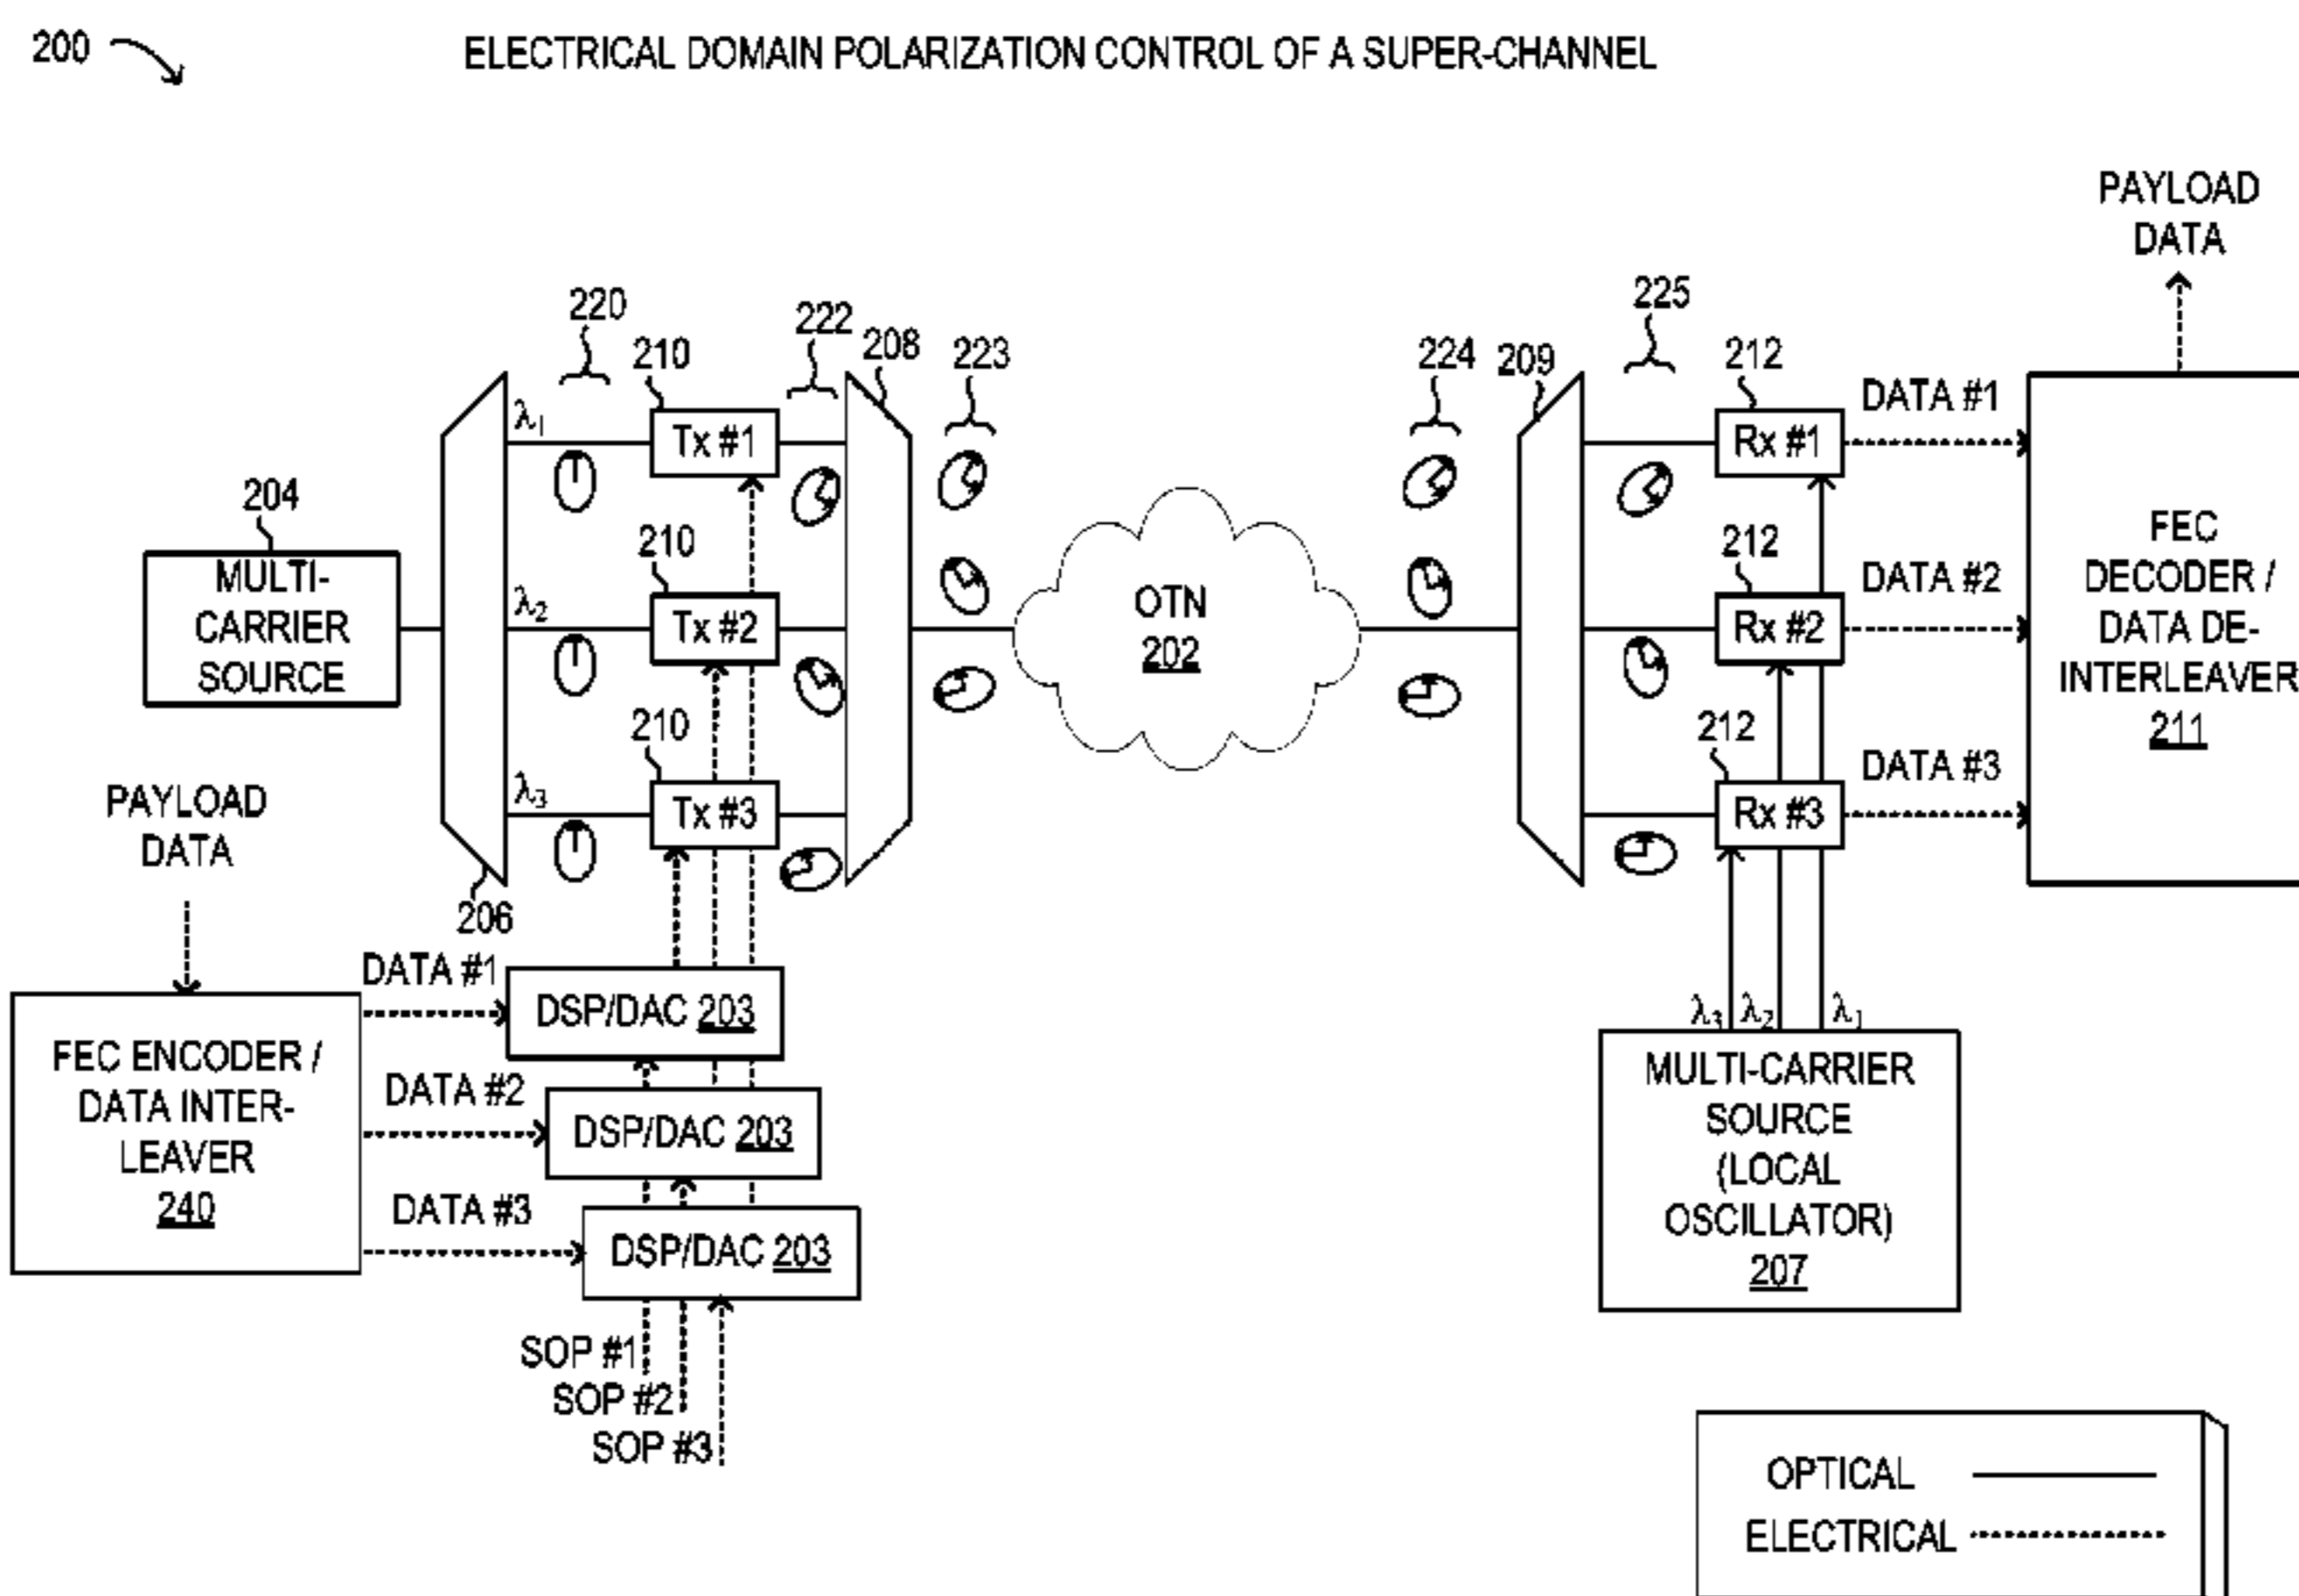 200
ELECTRICAL DOMAIN POLARIZATION CONTROL OF A SUPER-CHANNEL
PAYLOAD
DATA
220
222
208
223
210
λ1
Tx #1
224
209
225
212
Rx #1
DATA #1
204
MULTI-
CARRIER
SOURCE
210
λ2
Tx #2
OTN
202
212
Rx #2
DATA #2
FEC
DECODER /
DATA DE-
INTERLEAVER
211
210
λ3
Tx #3
212
Rx #3
DATA #3
206
PAYLOAD
DATA
FEC ENCODER /
DATA INTER-
LEAVER
240
DATA #1
DSP/DAC 203
DATA #2
DSP/DAC 203
DATA #3
DSP/DAC 203
SOP #1
SOP #2
SOP #3
λ3 λ2 λ1
MULTI-CARRIER
SOURCE
(LOCAL
OSCILLATOR)
207
OPTICAL
ELECTRICAL